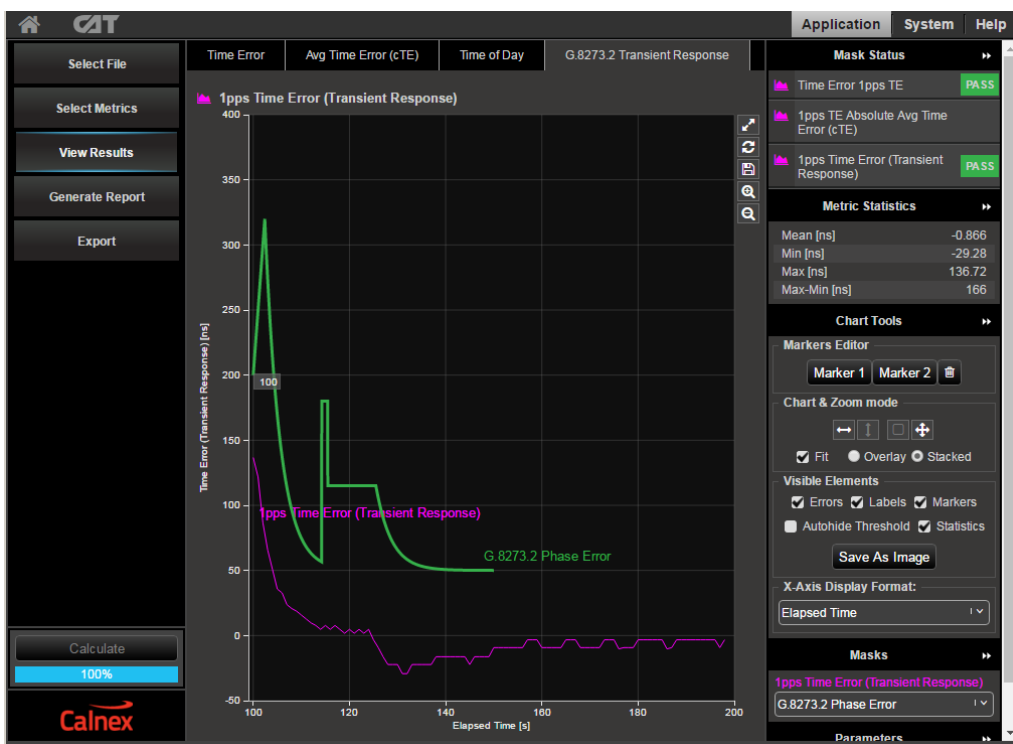 CAT
Application System Help
Select File
Select Metrics
View Results
Generate Report
Export
Calculate
100%
Calnex
Time Error Avg Time Error (cTE) Time of Day G.8273.2 Transient Response
1pps Time Error (Transient Response)
400
350
300
250
200
150
100
50
0
-50
Time Error (Transient Response) [ns]
100
1pps Time Error (Transient Response)
G.8273.2 Phase Error
100 120 140 160 180 200
Elapsed Time [s]
Mask Status
Time Error 1pps TE PASS
1pps TE Absolute Avg Time
Error (cTE)
1pps Time Error (Transient
Response) PASS
Metric Statistics
Mean [ns] -0.866
Min [ns] -29.28
Max [ns] 136.72
Max-Min [ns] 166
Chart Tools
Markers Editor
Marker 1 Marker 2
Chart & Zoom mode
Fit Overlay Stacked
Visible Elements
Errors Labels Markers
Autohide Threshold Statistics
Save As Image
X-Axis Display Format:
Elapsed Time
Masks
1pps Time Error (Transient Response)
G.8273.2 Phase Error
Parameters